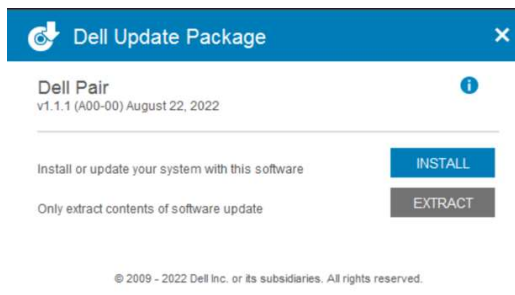 Dell Update Package
Dell Pair
v1.1.1 (A00-00) August 22, 2022
Install or update your system with this software
INSTALL
Only extract contents of software update
EXTRACT
© 2009 - 2022 Dell Inc. or its subsidiaries. All rights reserved.